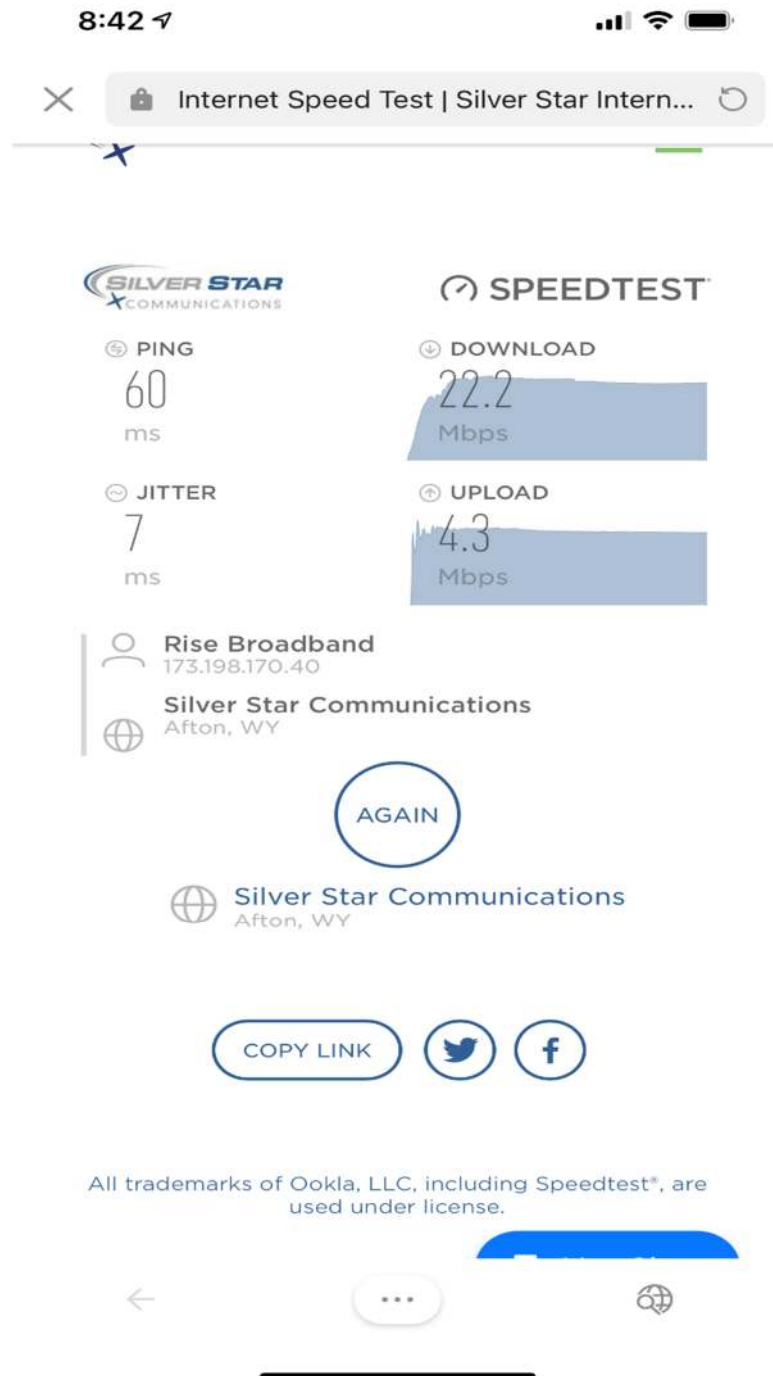 8:42
Internet Speed Test | Silver Star Intern...
SILVER STAR
COMMUNICATIONS
SPEEDTEST
PING
60
ms
DOWNLOAD
22.2
Mbps
JITTER
7
ms
UPLOAD
4.3
Mbps
Rise Broadband
173.198.170.40
Silver Star Communications
Afton, WY
AGAIN
Silver Star Communications
Afton, WY
COPY LINK
All trademarks of Ookla, LLC, including Speedtest®, are
used under license.